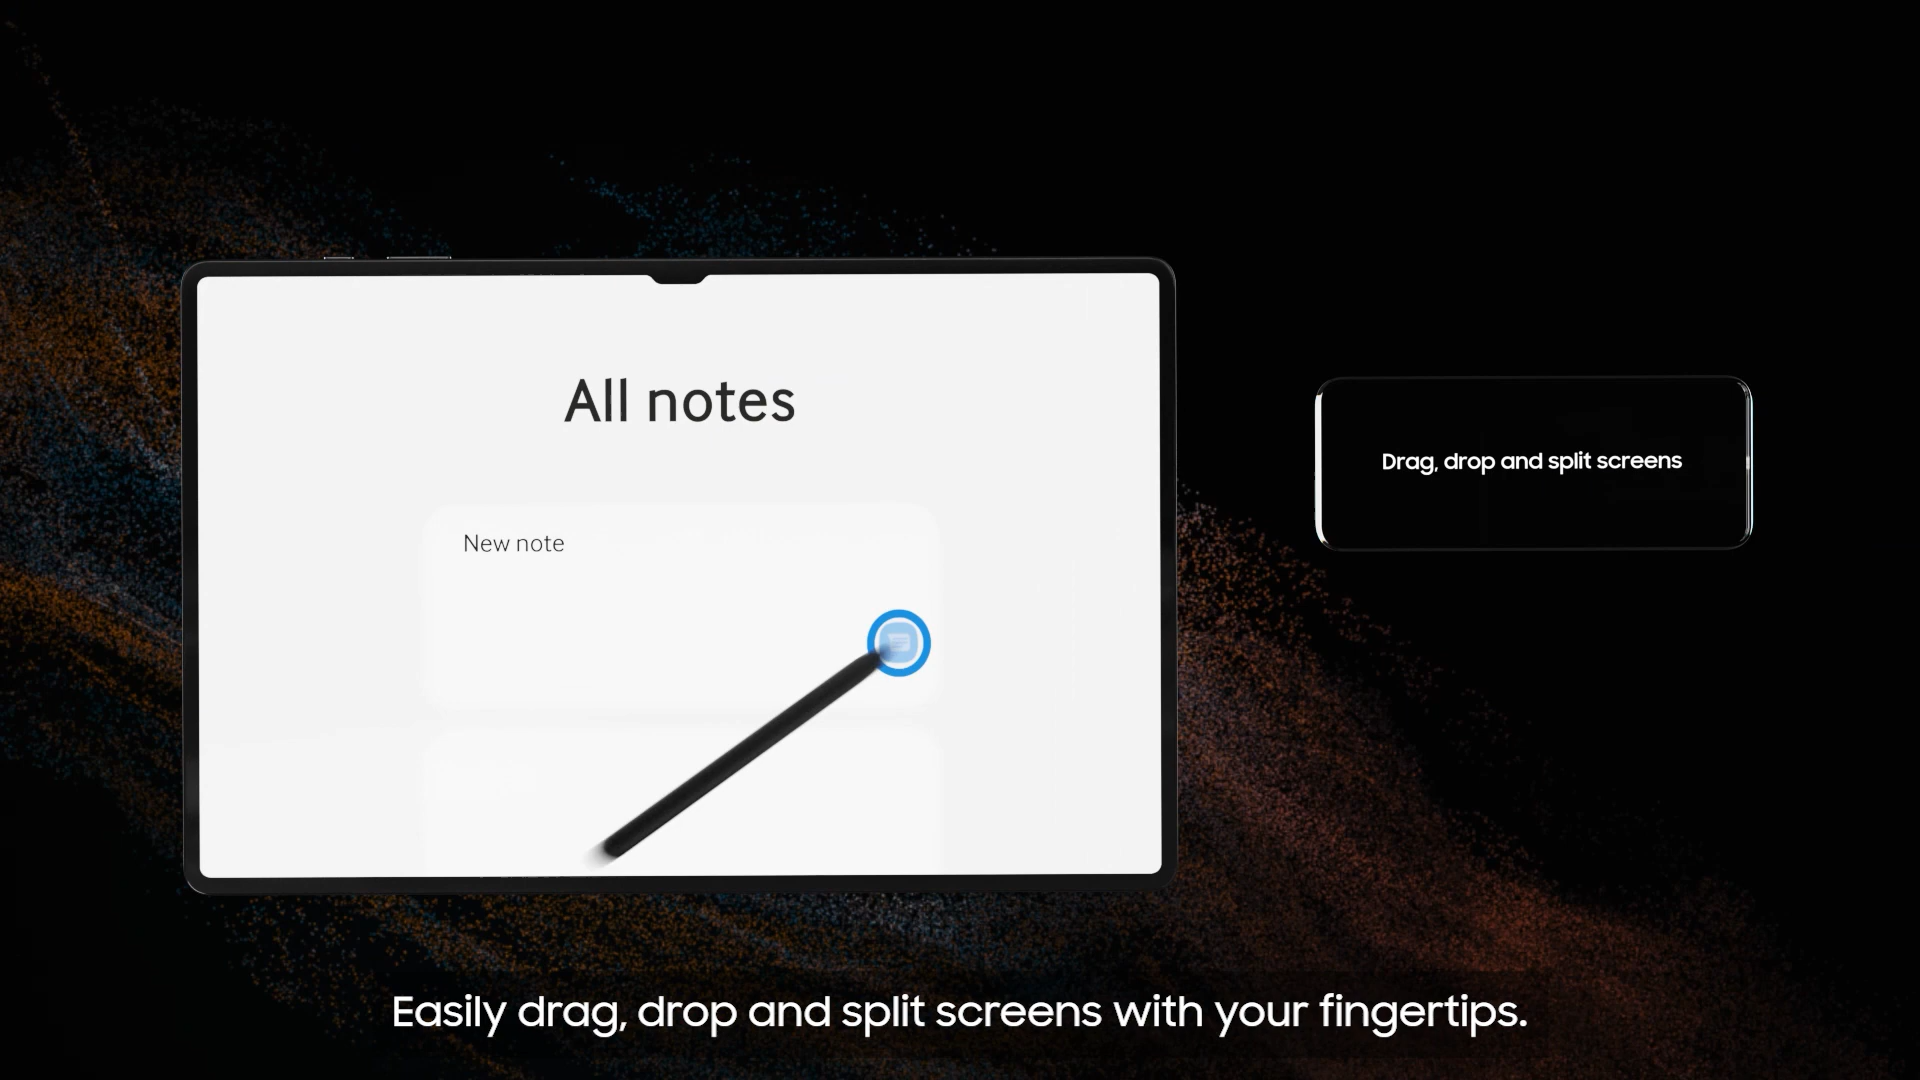 All notes
New note
Drag, drop and split screens
Easily drag, drop and split screens with your fingertips.